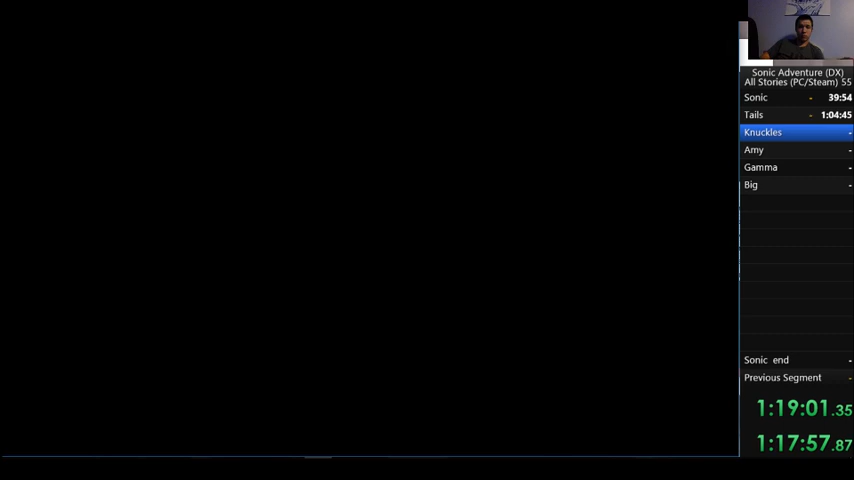 Sonic Adventure (DX)
All Stories (PC/Steam) 55
Sonic - 39:54
Tails - 1:04:45
Knuckles -
Amy -
Gamma -
Big -
Sonic end -
Previous Segment -
1:19:01.35
1:17:57.87